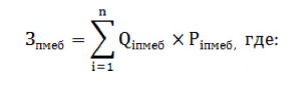 n
З_пмеб = ∑ Q_iпмеб × P_iпмеб, где:
i=1